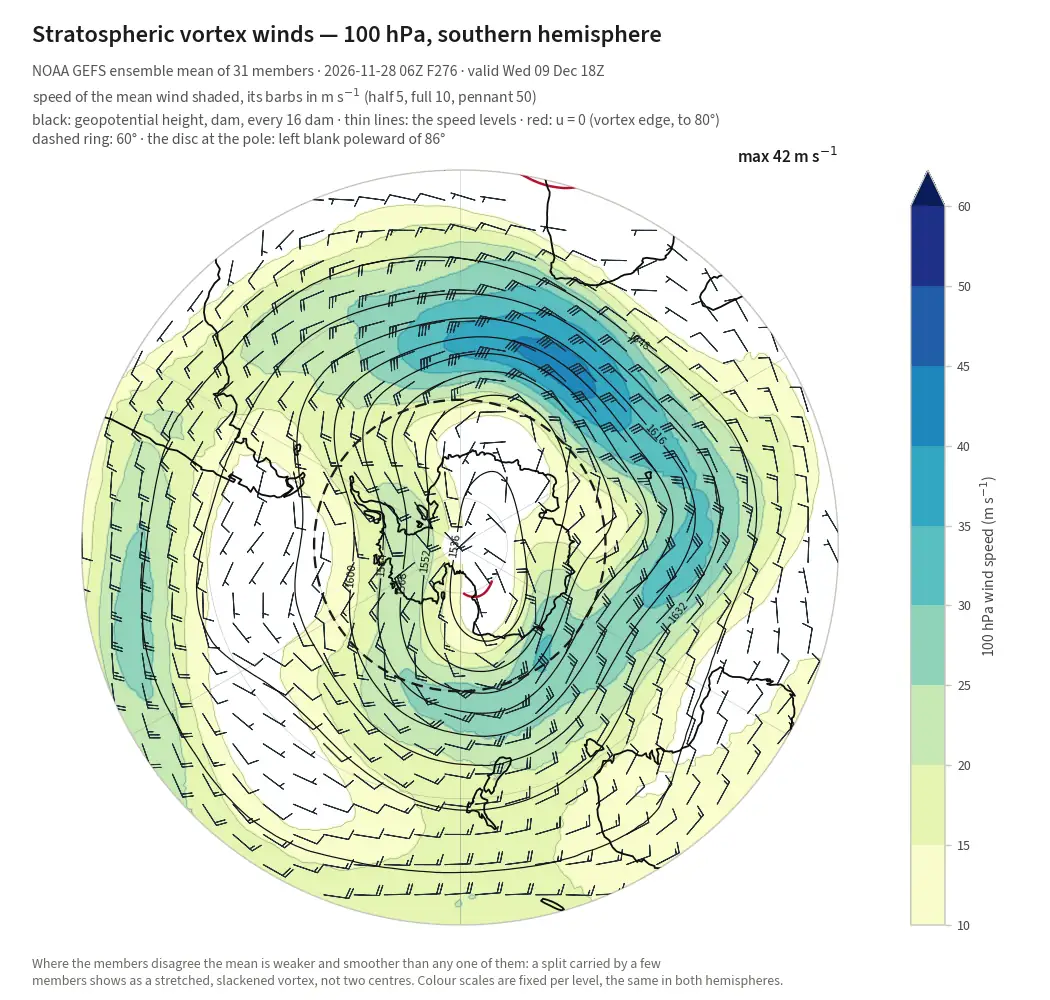 Stratospheric vortex winds — 100 hPa, southern hemisphere
NOAA GEFS ensemble mean of 31 members · 2026-11-28 06Z F276 · valid Wed 09 Dec 18Z
speed of the mean wind shaded, its barbs in m s⁻¹ (half 5, full 10, pennant 50)
black: geopotential height, dam, every 16 dam · thin lines: the speed levels · red: u = 0 (vortex edge, to 80°)
dashed ring: 60° · the disc at the pole: left blank poleward of 86°
max 42 m s⁻¹
60
50
45
40
35
30
25
20
15
10
100 hPa wind speed (m s⁻¹)
1648
1616
1536
1552
1600
1632
Where the members disagree the mean is weaker and smoother than any one of them: a split carried by a few
members shows as a stretched, slackened vortex, not two centres. Colour scales are fixed per level, the same in both hemispheres.